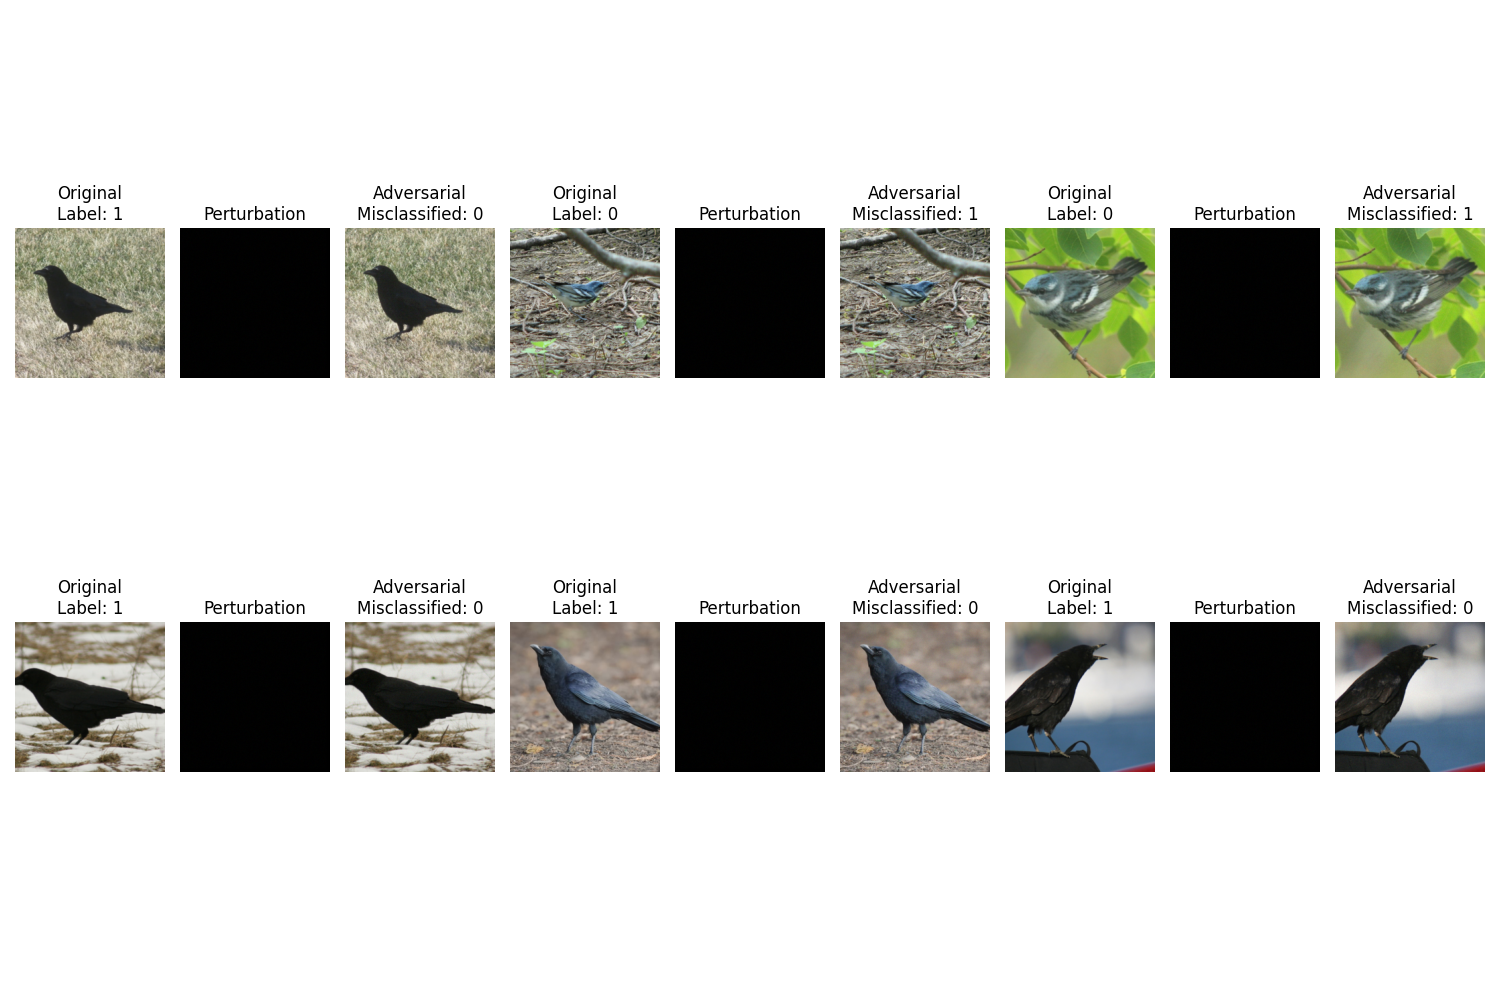 Original
Label: 1
Perturbation
Adversarial
Misclassified: 0
Original
Label: 0
Perturbation
Adversarial
Misclassified: 1
Original
Label: 0
Perturbation
Adversarial
Misclassified: 1
Original
Label: 1
Perturbation
Adversarial
Misclassified: 0
Original
Label: 1
Perturbation
Adversarial
Misclassified: 0
Original
Label: 1
Perturbation
Adversarial
Misclassified: 0